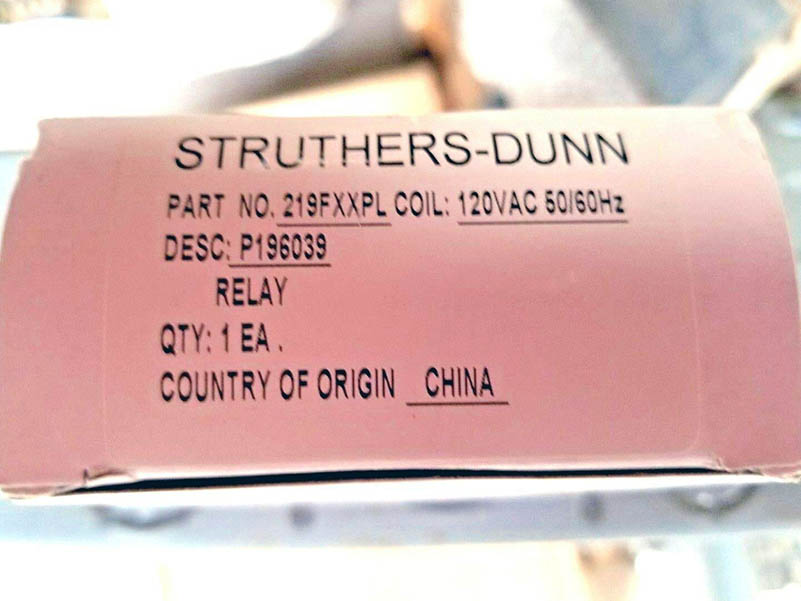 STRUTHERS-DUNN
PART NO. 219FXXPL COIL: 120VAC 50/60Hz
DESC: P196039
RELAY
QTY: 1 EA .
COUNTRY OF ORIGIN CHINA